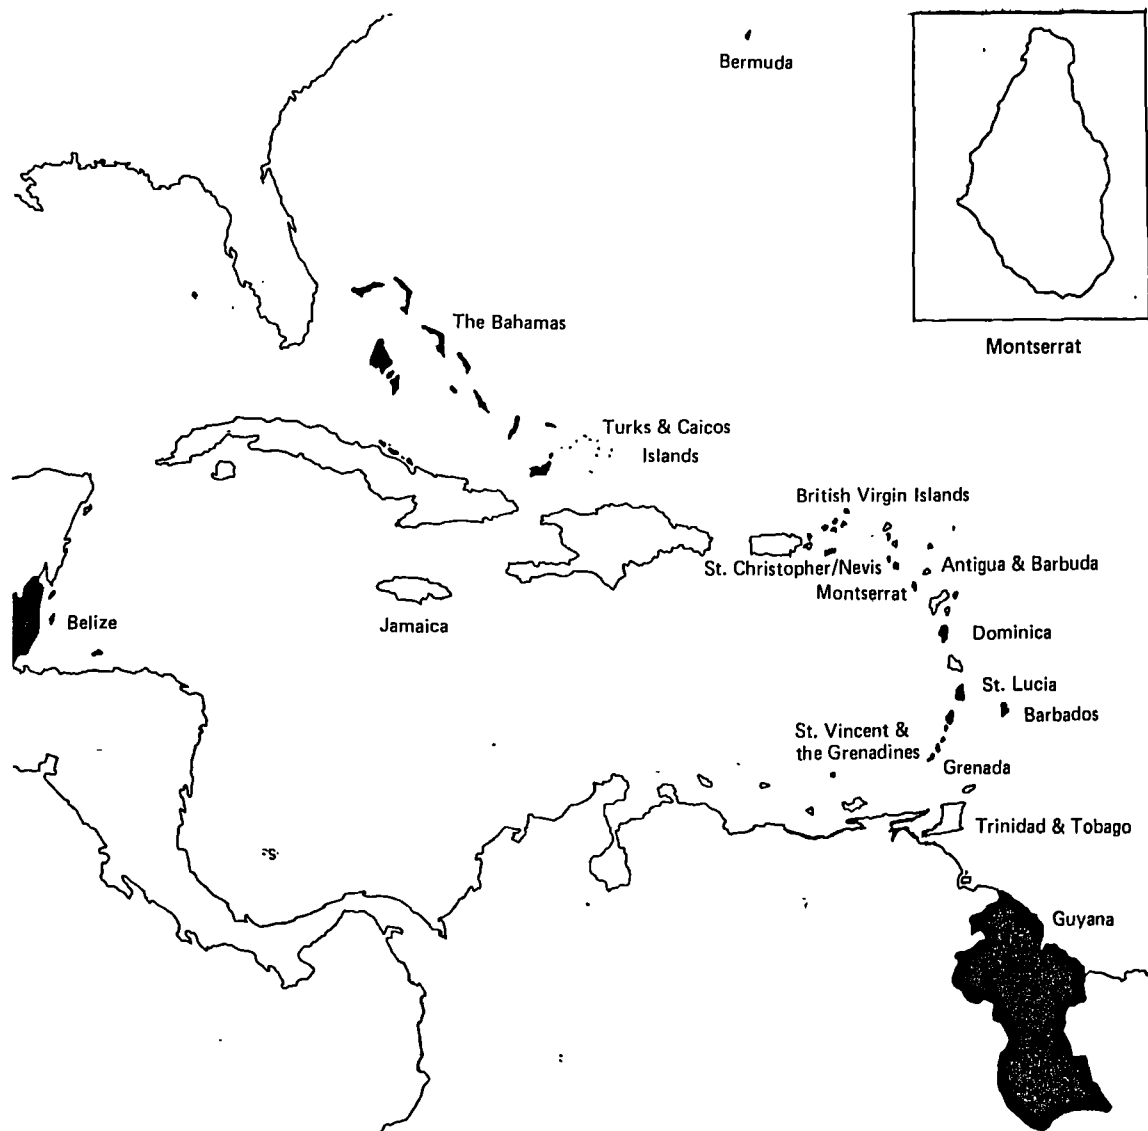 Bermuda
Montserrat
The Bahamas
Turks & Caicos
Islands
British Virgin Islands
St. Christopher/Nevis
Antigua & Barbuda
Montserrat
Belize
Jamaica
Dominica
St. Lucia
Barbados
St. Vincent &
the Grenadines
Grenada
Trinidad & Tobago
Guyana